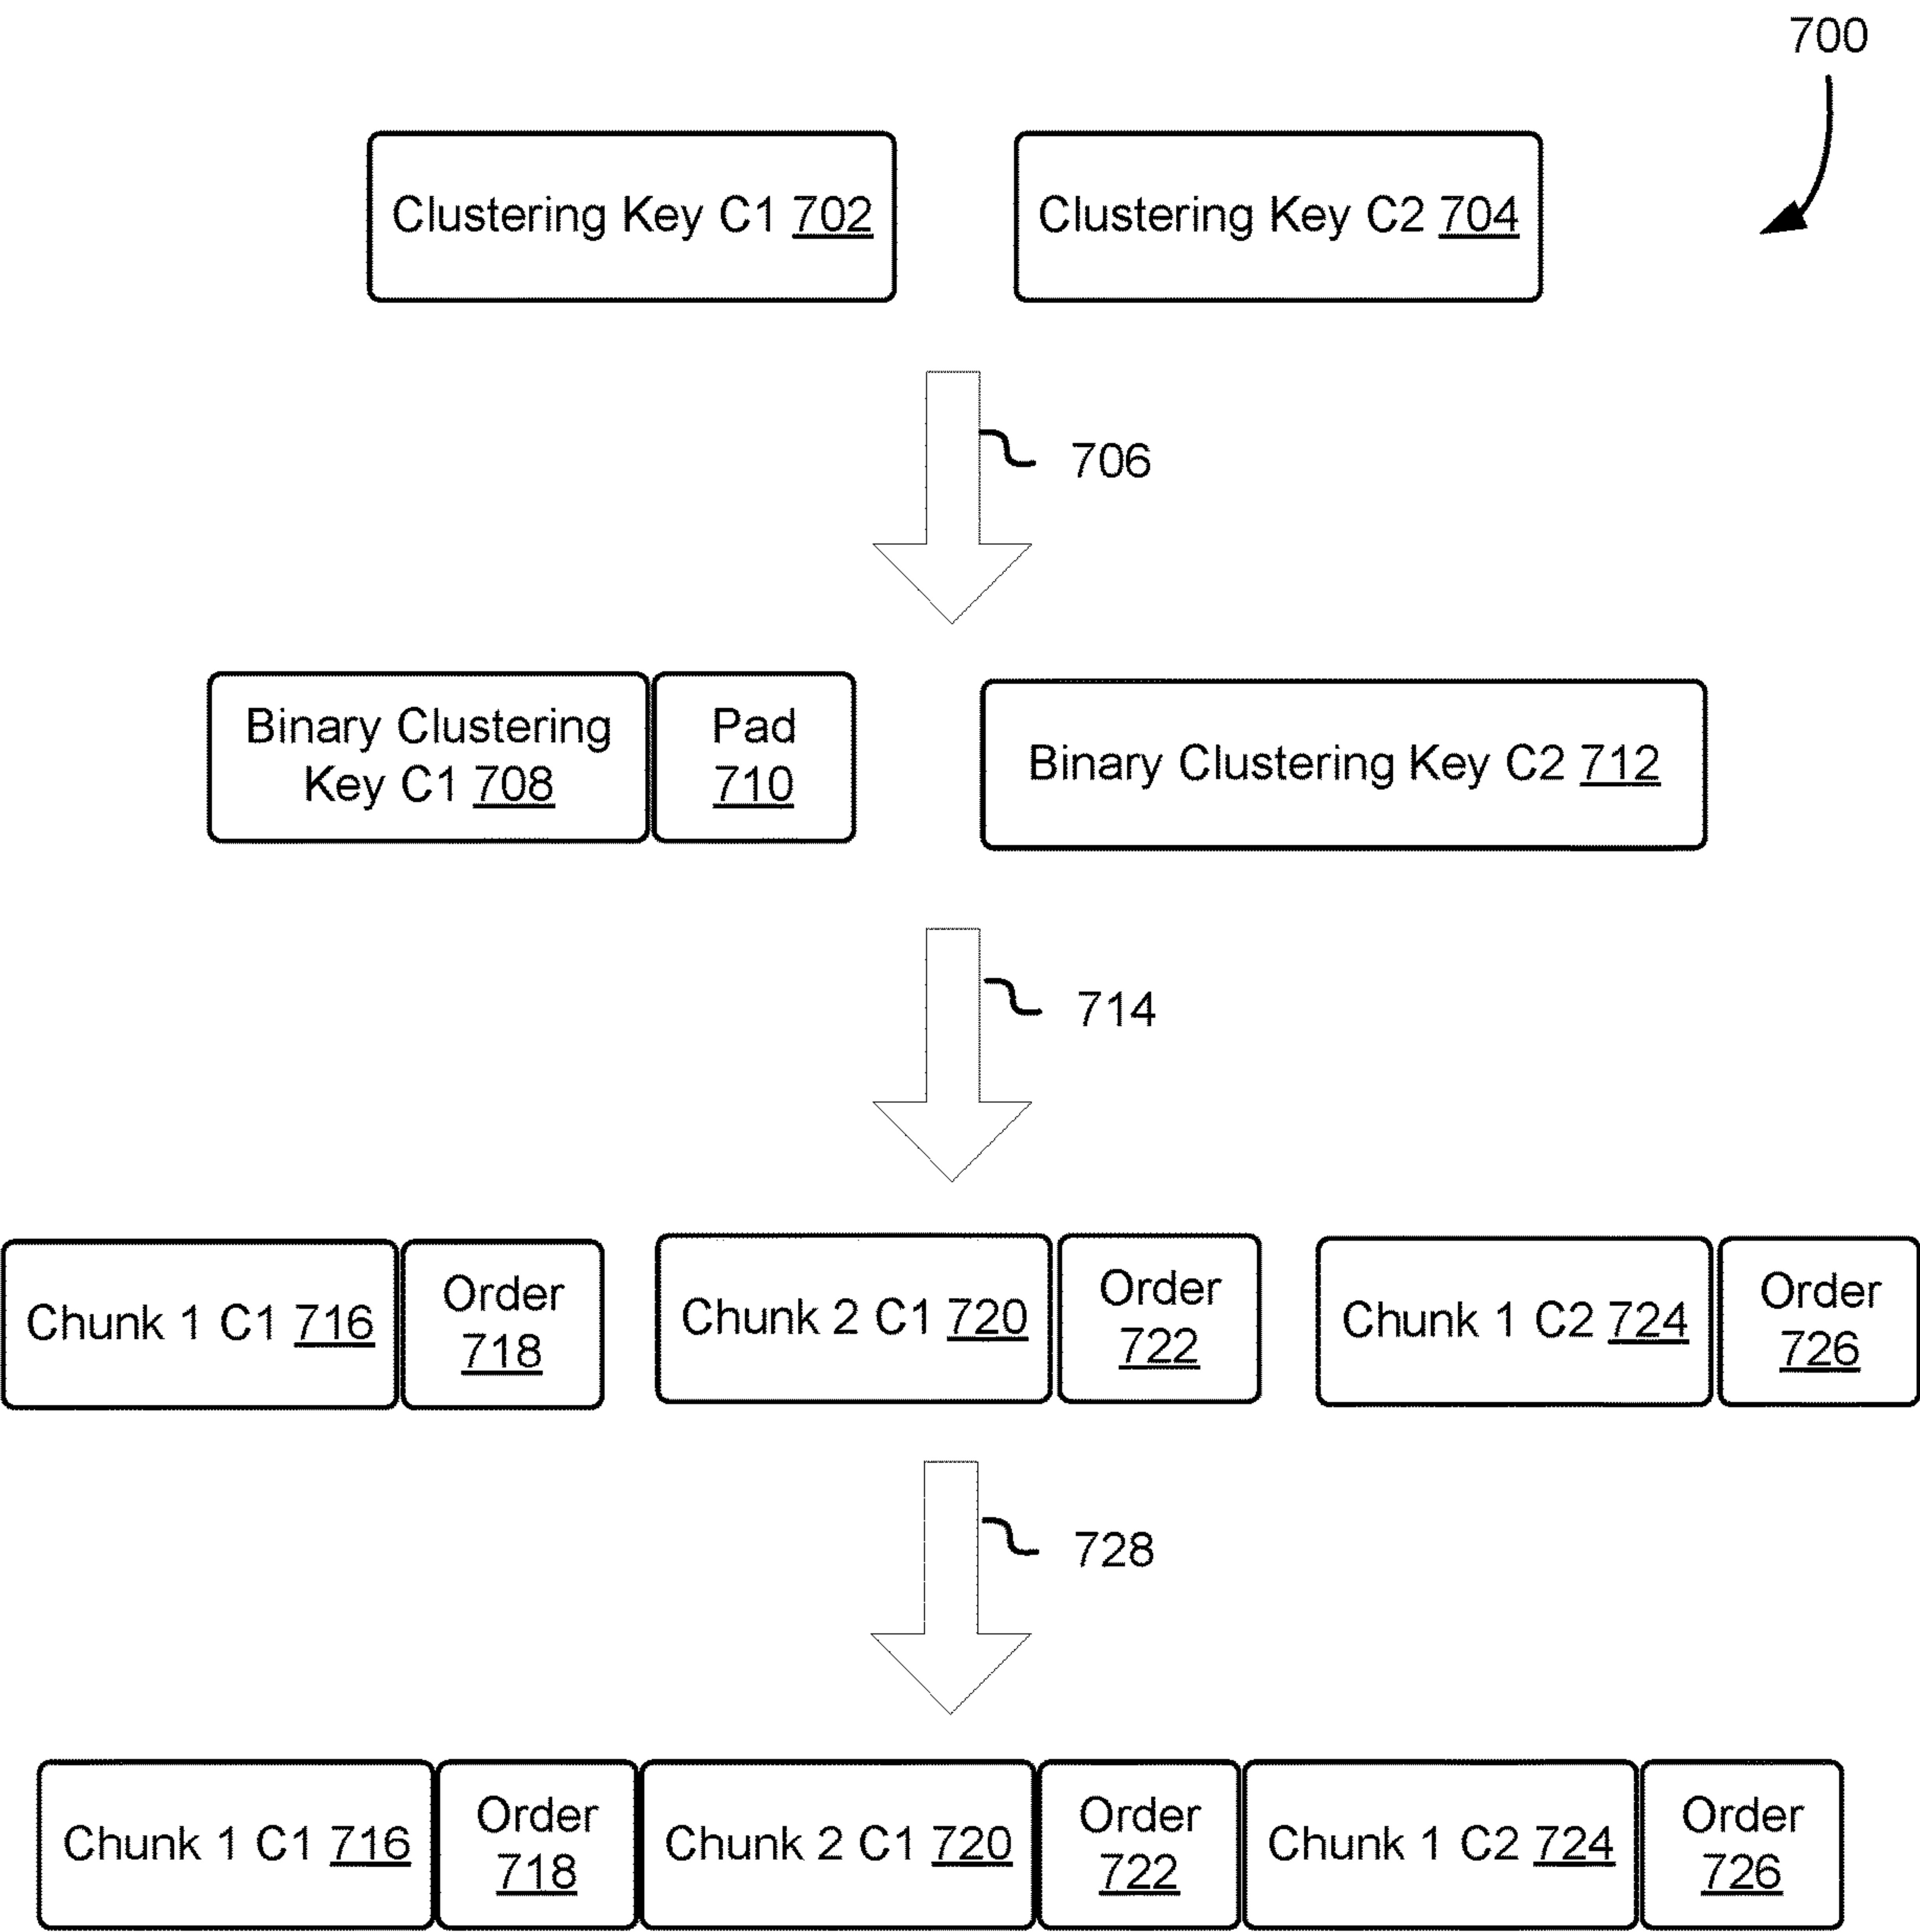 700
Clustering Key C1 702
Clustering Key C2 704
706
Binary Clustering
Key C1 708
Pad
710
Binary Clustering Key C2 712
714
Chunk 1 C1 716
Order
718
Chunk 2 C1 720
Order
722
Chunk 1 C2 724
Order
726
728
Chunk 1 C1 716
Order
718
Chunk 2 C1 720
Order
722
Chunk 1 C2 724
Order
726